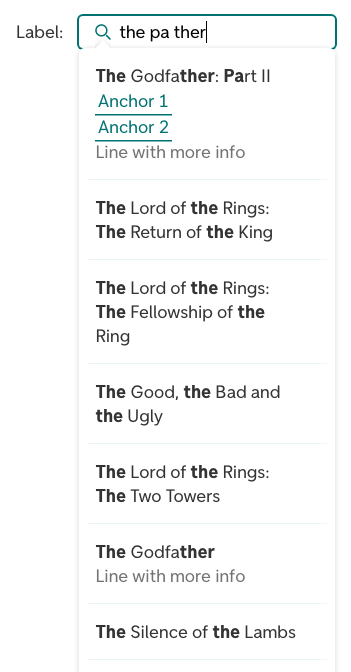 Label: the pa ther
The Godfather: Part II
Anchor 1
Anchor 2
Line with more info
The Lord of the Rings:
The Return of the King
The Lord of the Rings:
The Fellowship of the
Ring
The Good, the Bad and
the Ugly
The Lord of the Rings:
The Two Towers
The Godfather
Line with more info
The Silence of the Lambs